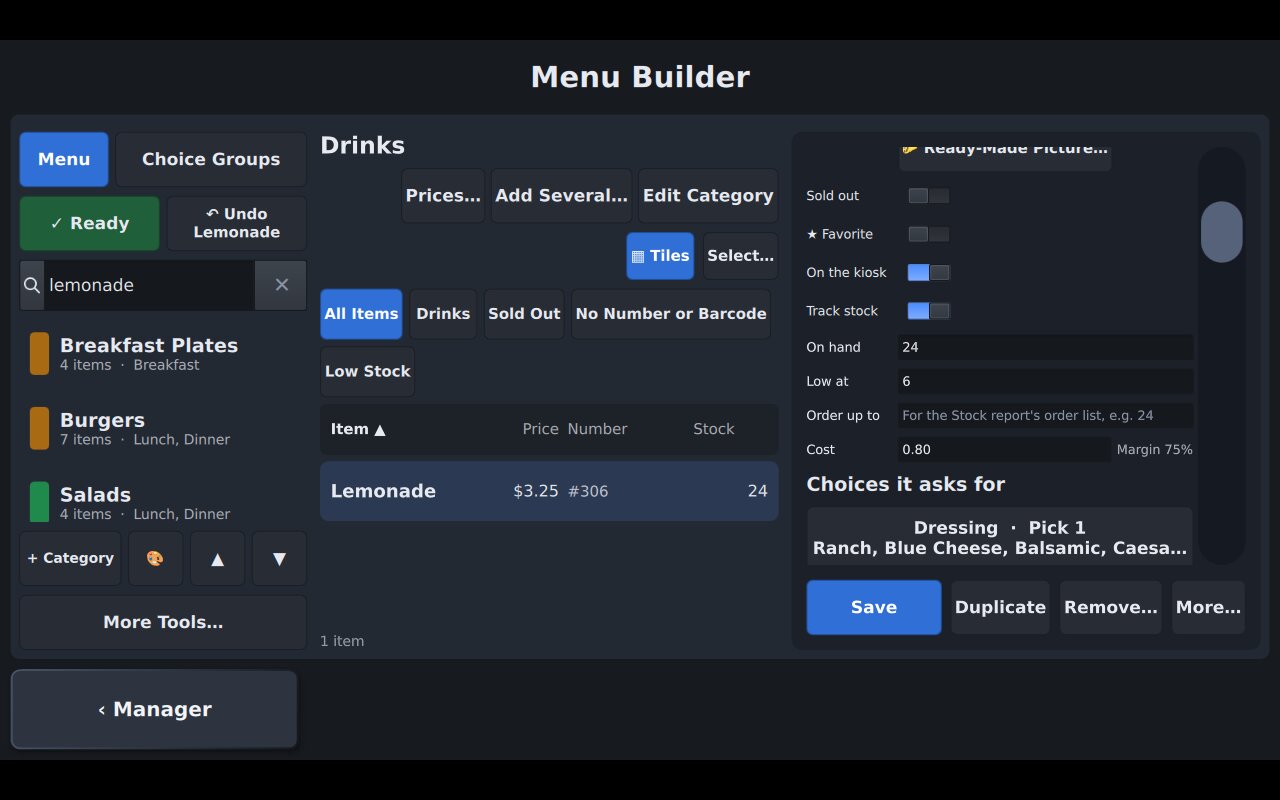 Menu Builder
Menu
Choice Groups
✓ Ready
↶ Undo
Lemonade
lemonade
✕
Breakfast Plates
4 items · Breakfast
Burgers
7 items · Lunch, Dinner
Salads
4 items · Lunch, Dinner
+ Category
▲
▼
More Tools…
‹ Manager
Drinks
Prices…
Add Several…
Edit Category
▦ Tiles
Select…
All Items
Drinks
Sold Out
No Number or Barcode
Low Stock
Item ▲
Price
Number
Stock
Lemonade
$3.25
#306
24
1 item
Ready-Made Picture…
Sold out
★ Favorite
On the kiosk
Track stock
On hand
24
Low at
6
Order up to
For the Stock report's order list, e.g. 24
Cost
0.80
Margin 75%
Choices it asks for
Dressing · Pick 1
Ranch, Blue Cheese, Balsamic, Caesa…
Save
Duplicate
Remove…
More…